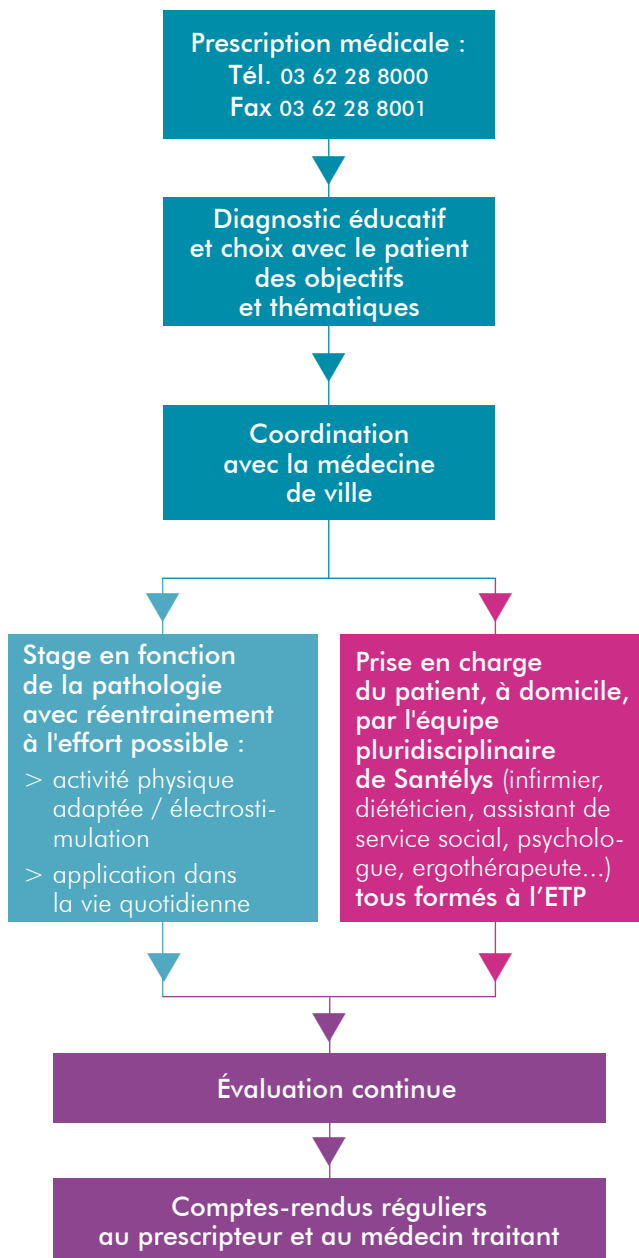 Prescription médicale :
Tél. 03 62 28 8000
Fax 03 62 28 8001
Diagnostic éducatif
et choix avec le patient
des objectifs
et thématiques
Coordination
avec la médecine
de ville
Stage en fonction
de la pathologie
avec réentrainement
à l'effort possible :
> activité physique
adaptée / électrosti-
mulation
> application dans
la vie quotidienne
Prise en charge
du patient, à domicile,
par l'équipe
pluridisciplinaire
de Santélys (infirmier,
diététicien, assistant de
service social, psycholo-
gue, ergothérapeute...)
tous formés à l’ETP
Évaluation continue
Comptes-rendus réguliers
au prescripteur et au médecin traitant